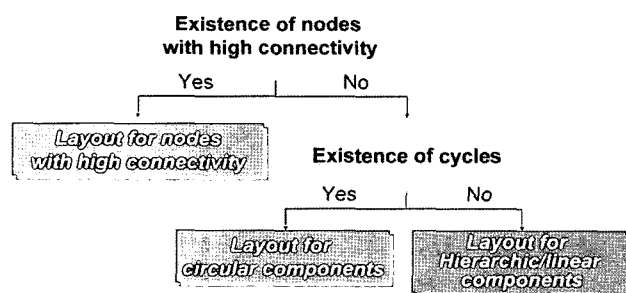 Existence of nodes
with high connectivity
Yes
No
Layout for nodes
with high connectivity
Existence of cycles
Yes
No
Layout for
circular components
Layout for
Hierarchic/linear
components